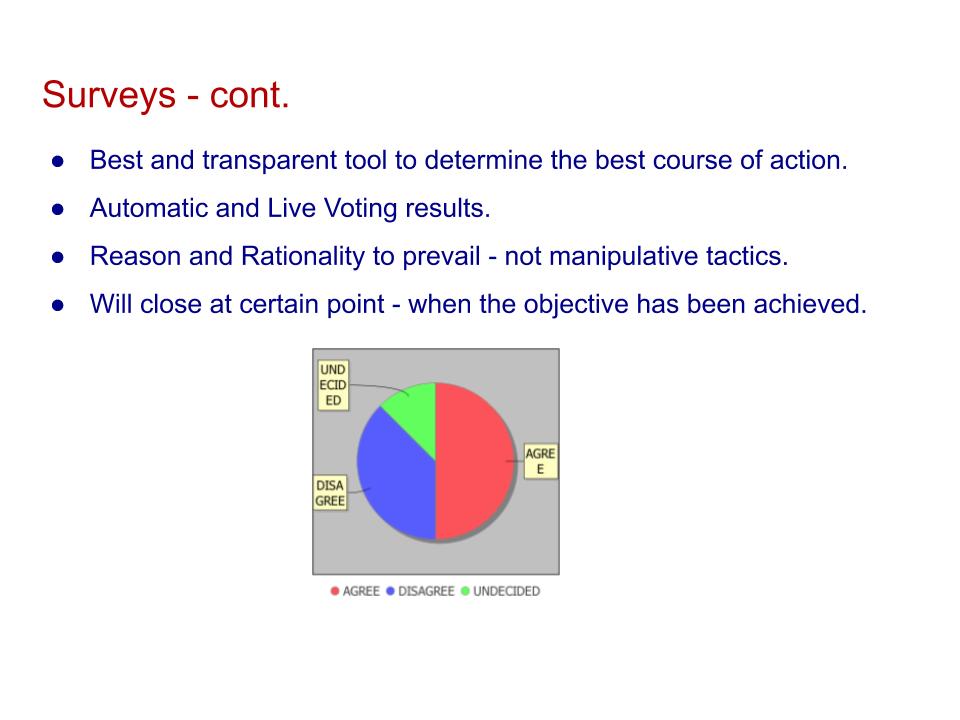 Surveys - cont.
● Best and transparent tool to determine the best course of action.
● Automatic and Live Voting results.
● Reason and Rationality to prevail - not manipulative tactics.
● Will close at certain point - when the objective has been achieved.
UND
ECID
ED
AGRE
E
DISA
GREE
AGREE DISAGREE UNDECIDED